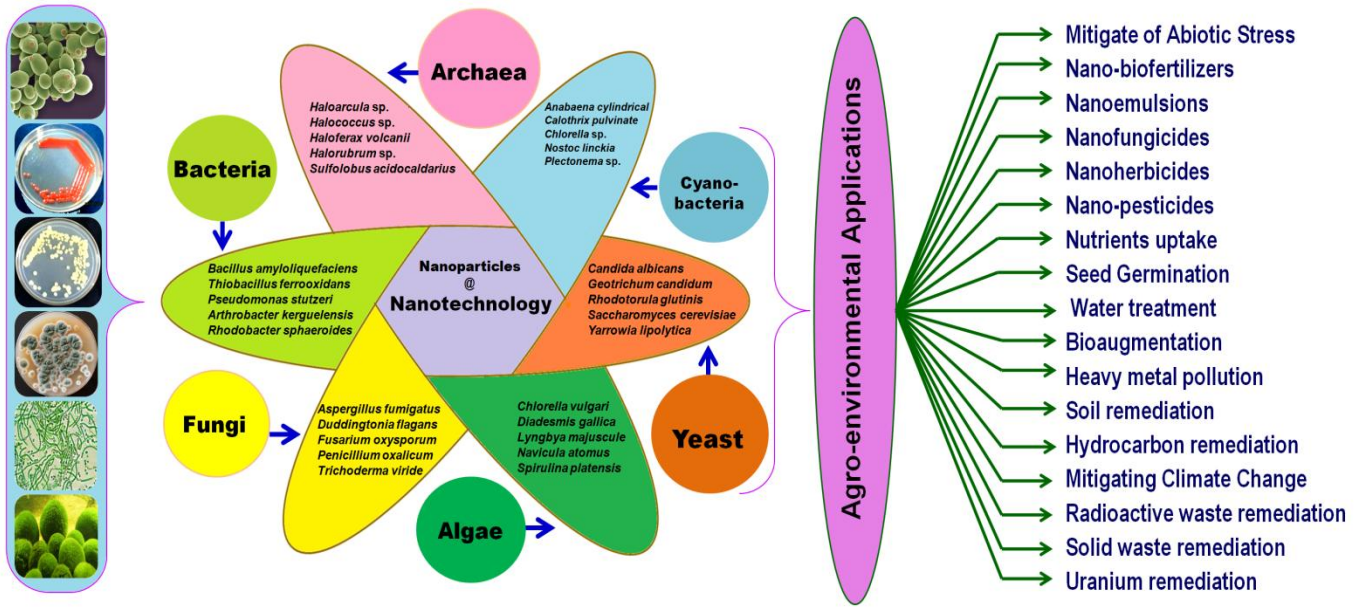 Archaea
Haloarcula sp.
Halococcus sp.
Haloferax volcanii
Halorubrum sp.
Sulfolobus acidocaldarius
Anabaena cylindrical
Calothrix pulvinate
Chlorella sp.
Nostoc linckia
Plectonema sp.
Cyano-
bacteria
Bacteria
Bacillus amyloliquefaciens
Thiobacillus ferrooxidans
Pseudomonas stutzeri
Arthrobacter kerguelensis
Rhodobacter sphaeroides
Nanoparticles
@
Nanotechnology
Candida albicans
Geotrichum candidum
Rhodotorula glutinis
Saccharomyces cerevisiae
Yarrowia lipolytica
Fungi
Aspergillus fumigatus
Duddingtonia flagans
Fusarium oxysporum
Penicillium oxalicum
Trichoderma viride
Chlorella vulgari
Diadesmis gallica
Lyngbya majuscule
Navicula atomus
Spirulina platensis
Yeast
Algae
Agro-environmental Applications
Mitigate of Abiotic Stress
Nano-biofertilizers
Nanoemulsions
Nanofungicides
Nanoherbicides
Nano-pesticides
Nutrients uptake
Seed Germination
Water treatment
Bioaugmentation
Heavy metal pollution
Soil remediation
Hydrocarbon remediation
Mitigating Climate Change
Radioactive waste remediation
Solid waste remediation
Uranium remediation